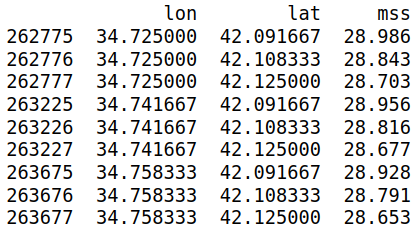 lon lat mss
262775 34.725000 42.091667 28.986
262776 34.725000 42.108333 28.843
262777 34.725000 42.125000 28.703
263225 34.741667 42.091667 28.956
263226 34.741667 42.108333 28.816
263227 34.741667 42.125000 28.677
263675 34.758333 42.091667 28.928
263676 34.758333 42.108333 28.791
263677 34.758333 42.125000 28.653